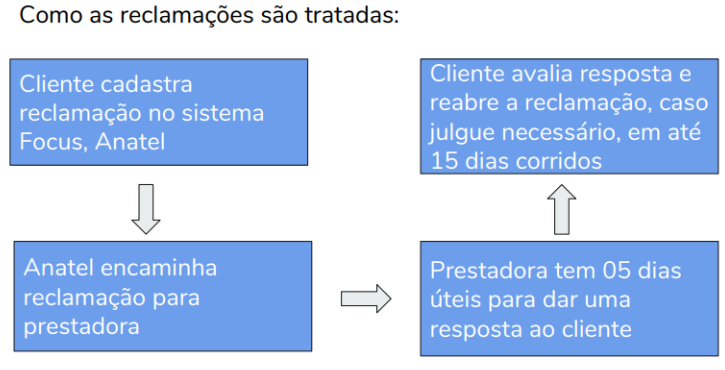 Como as reclamações são tratadas:
Cliente cadastra
reclamação no sistema
Focus, Anatel
Anatel encaminha
reclamação para
prestadora
Prestadora tem 05 dias
úteis para dar uma
resposta ao cliente
Cliente avalia resposta e
reabre a reclamação, caso
julgue necessário, em até
15 dias corridos